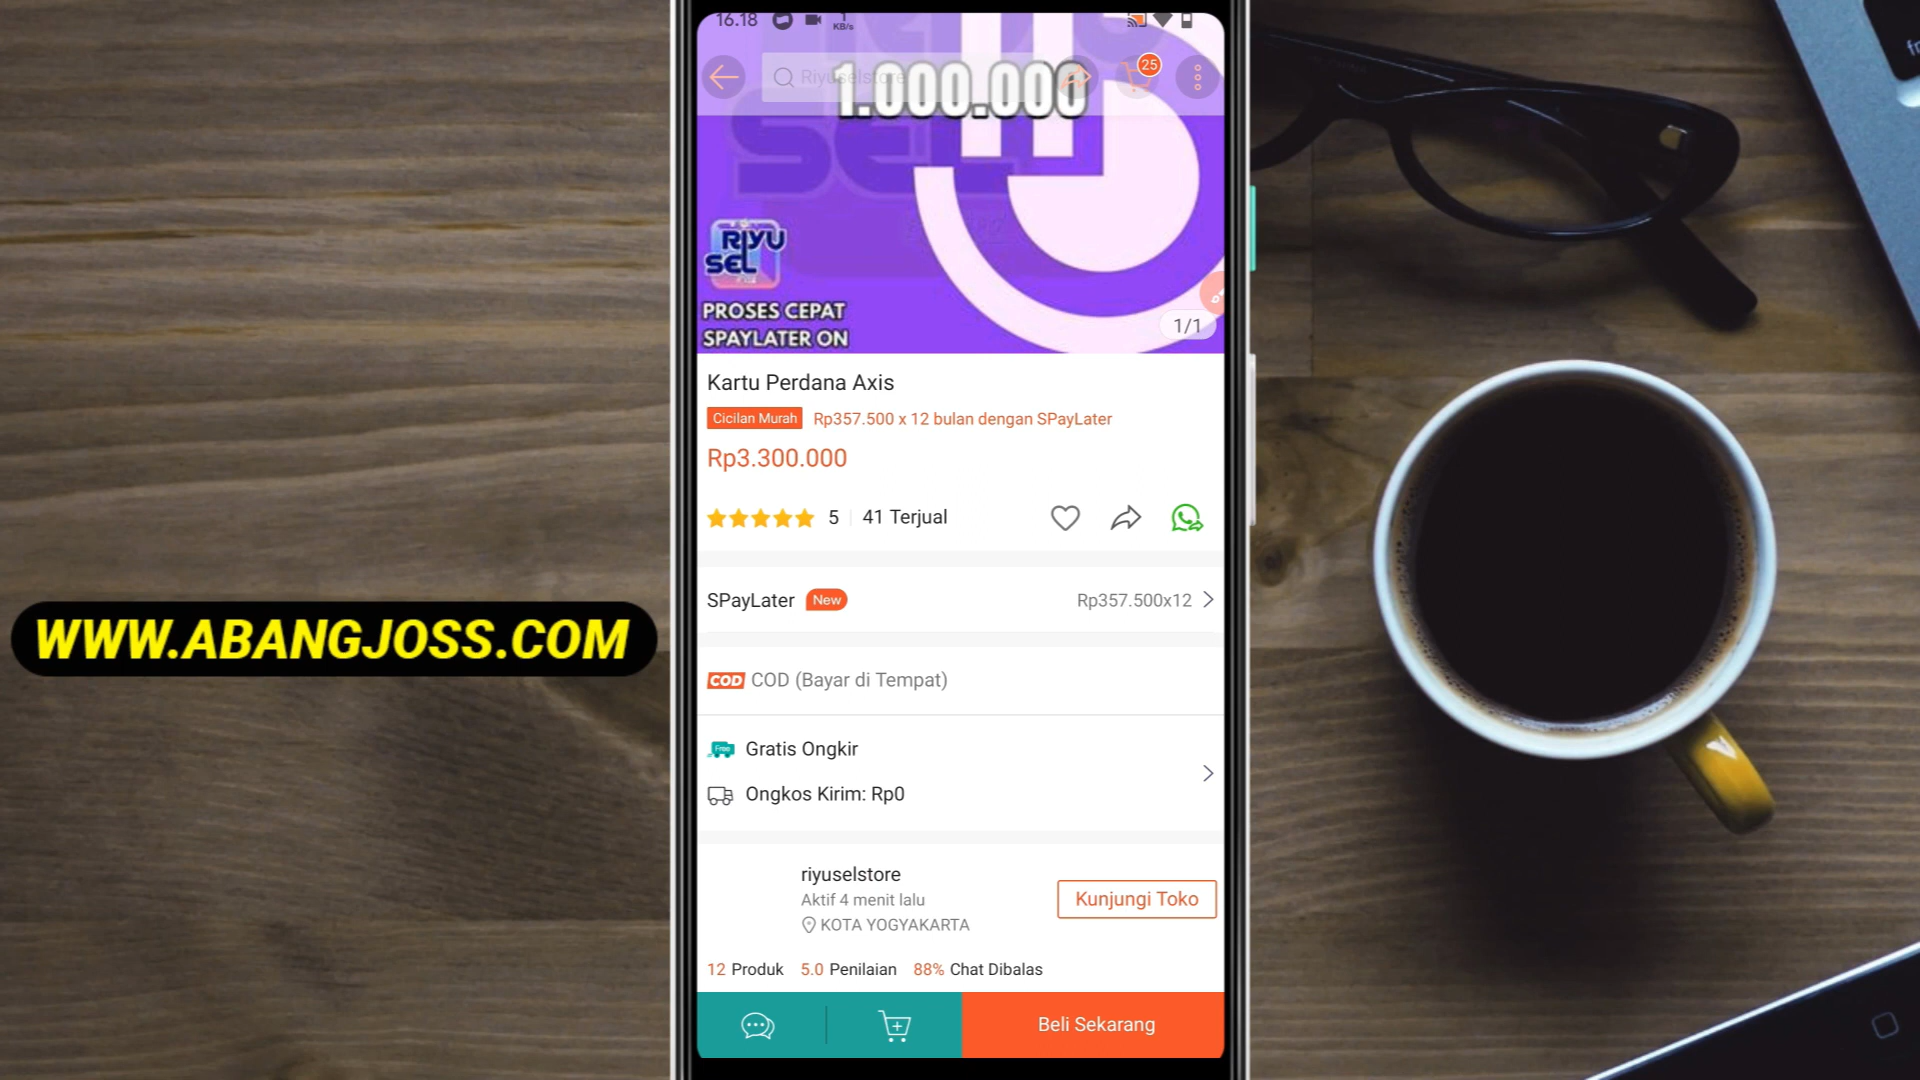 16.18
1
KB/s
Riyuselstore
25
1.000.000
RIYU
SEL
PROSES CEPAT
SPAYLATER ON
1/1
Kartu Perdana Axis
Cicilan Murah Rp357.500 x 12 bulan dengan SPayLater
Rp3.300.000
5 41 Terjual
SPayLater New Rp357.500x12
WWW.ABANGJOSS.COM
COD COD (Bayar di Tempat)
Free Gratis Ongkir
Ongkos Kirim: Rp0
riyuselstore
Aktif 4 menit lalu
KOTA YOGYAKARTA
Kunjungi Toko
12 Produk 5.0 Penilaian 88% Chat Dibalas
Beli Sekarang